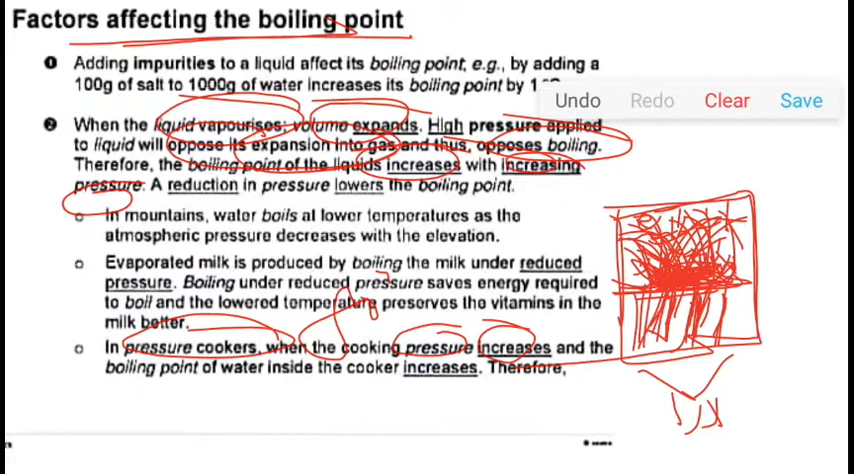 Factors affecting the boiling point
Adding impurities to a liquid affect its boiling point, e.g., by adding a
100g of salt to 1000g of water increases its boiling point by 1
Undo Redo Clear Save
When the liquid vapourises; volume expands. High pressure applied
to liquid will oppose its expansion into gas and thus, opposes boiling.
Therefore, the boiling point of the liquids increases with increasing
pressure. A reduction in pressure lowers the boiling point.
In mountains, water boils at lower temperatures as the
atmospheric pressure decreases with the elevation.
Evaporated milk is produced by boiling the milk under reduced
pressure. Boiling under reduced pressure saves energy required
to boil and the lowered temperature preserves the vitamins in the
milk better.
In pressure cookers, when the cooking pressure increases and the
boiling point of water inside the cooker increases. Therefore,